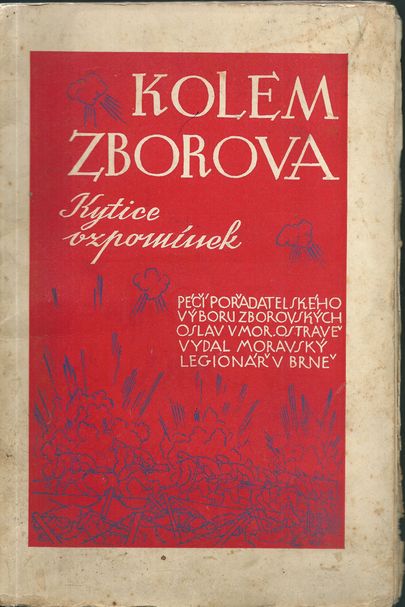 KOLEM
ZBOROVA
Kytice
vzpomínek
PÉČÍ POŘADATELSKÉHO
VÝBORU ZBOROVSKÝCH
OSLAV V MOR. OSTRAVĚ
VYDAL MORAVSKÝ
LEGIONÁŘ V BRNĚ